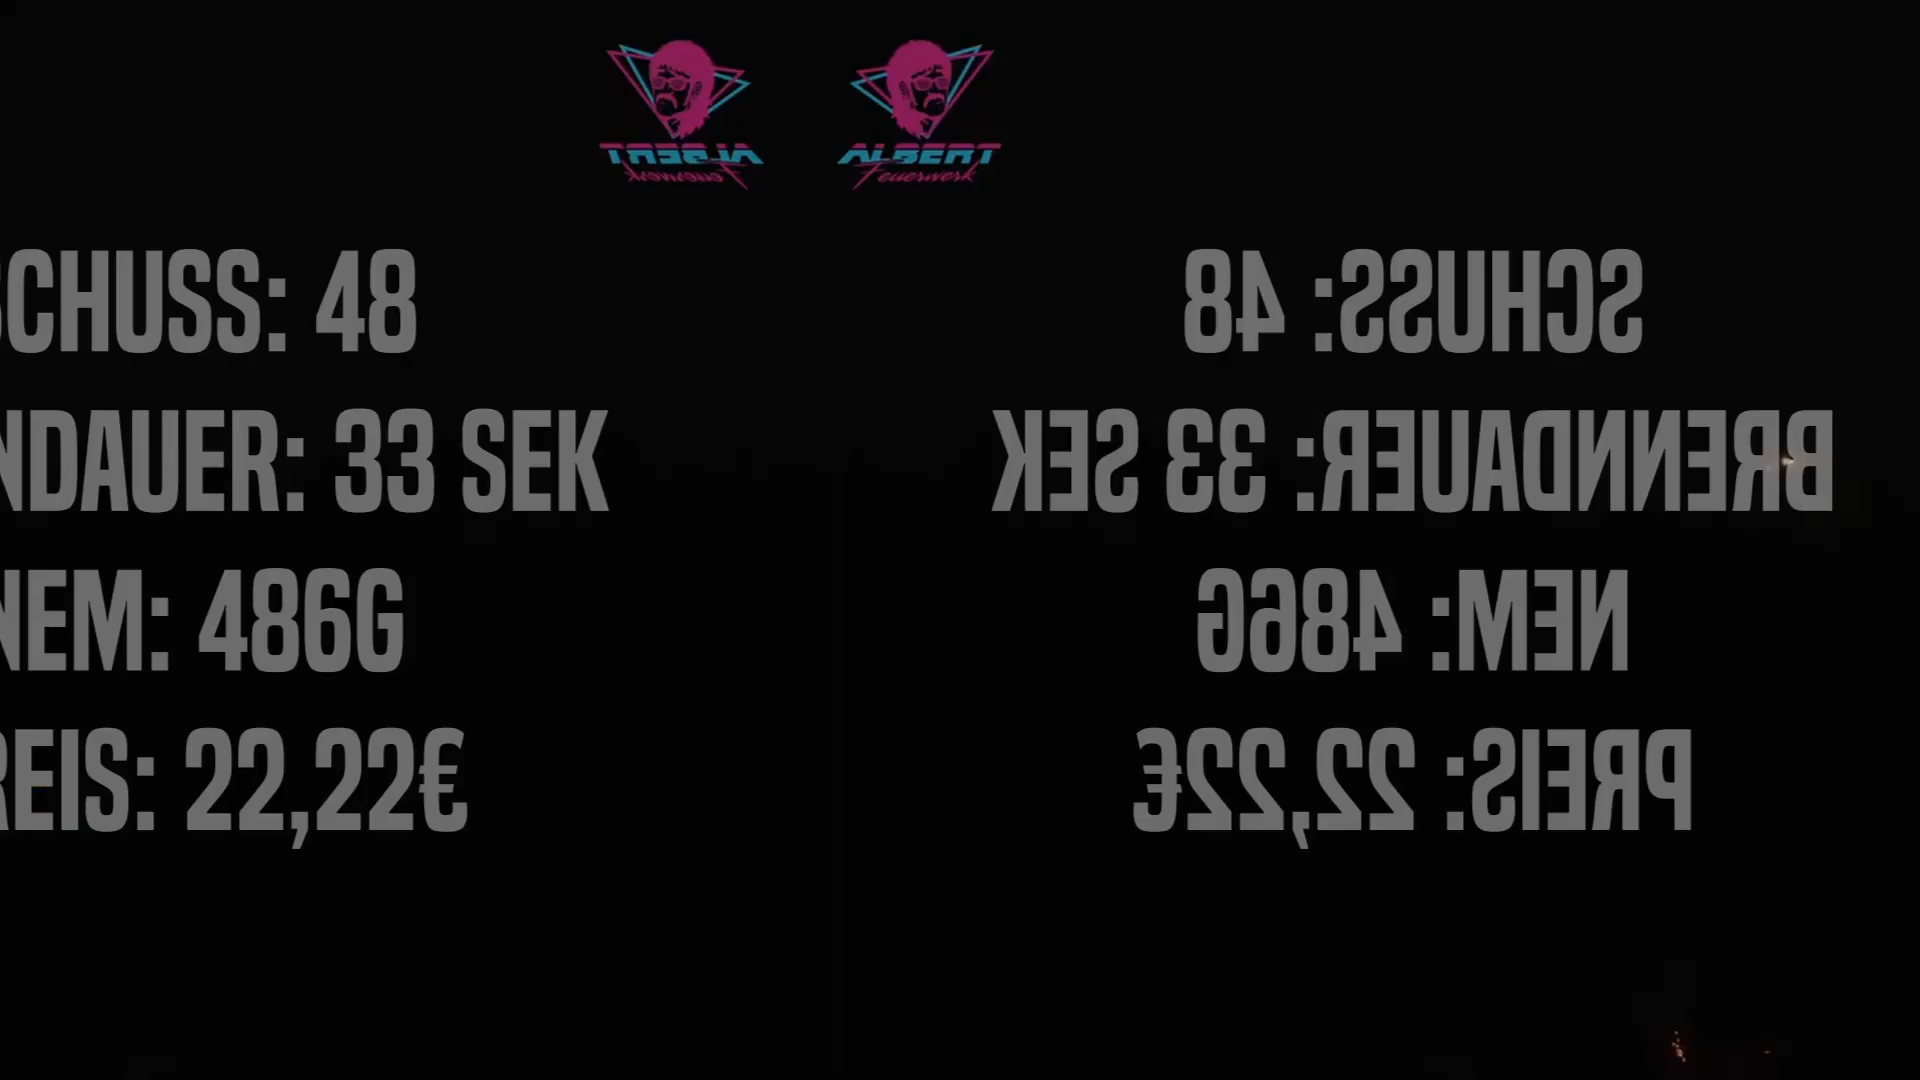 ALBERT ALBERT
Feuerwerk Feuerwerk
SCHUSS: 48 SCHUSS: 48
NDAUER: 33 SEK BRENNDAUER: 33 SEK
NEM: 486G NEM: 486G
REIS: 22,22€ PREIS: 22,22€